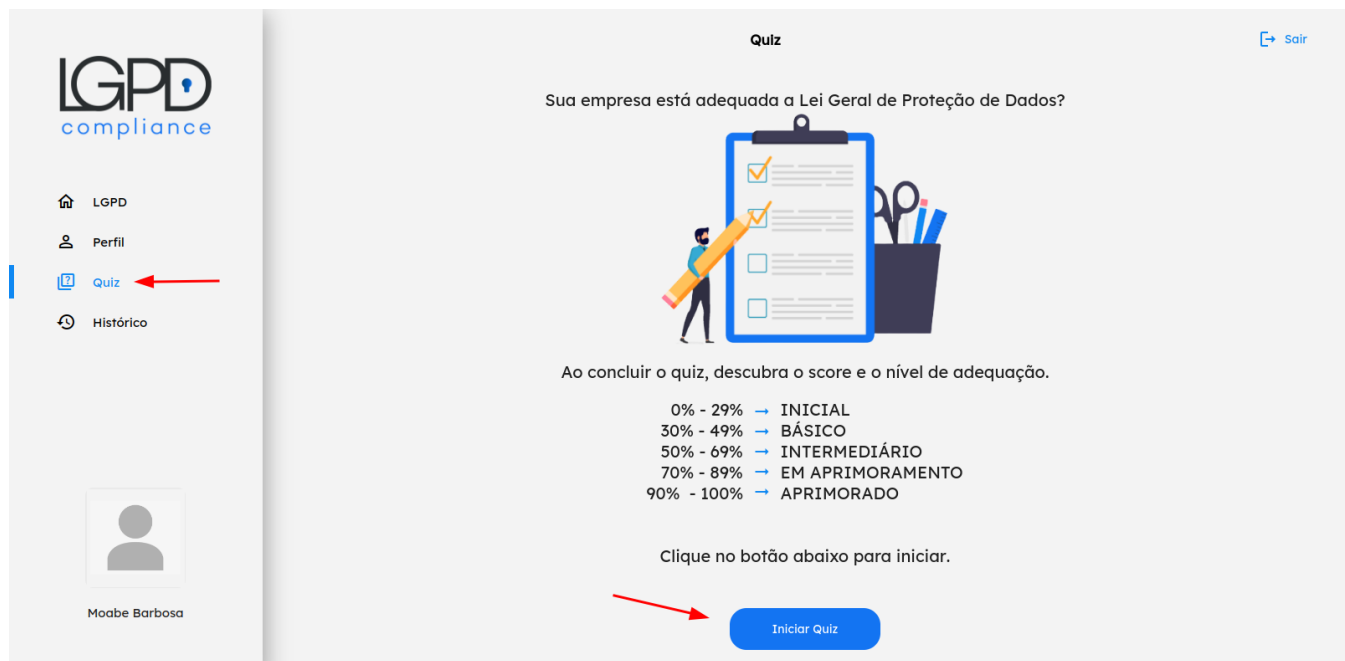 LGPD
compliance
LGPD
Perfil
Quiz
Histórico
Moabe Barbosa
Quiz
Sair
Sua empresa está adequada a Lei Geral de Proteção de Dados?
Ao concluir o quiz, descubra o score e o nível de adequação.
0% - 29% → INICIAL
30% - 49% → BÁSICO
50% - 69% → INTERMEDIÁRIO
70% - 89% → EM APRIMORAMENTO
90% - 100% → APRIMORADO
Clique no botão abaixo para iniciar.
Iniciar Quiz